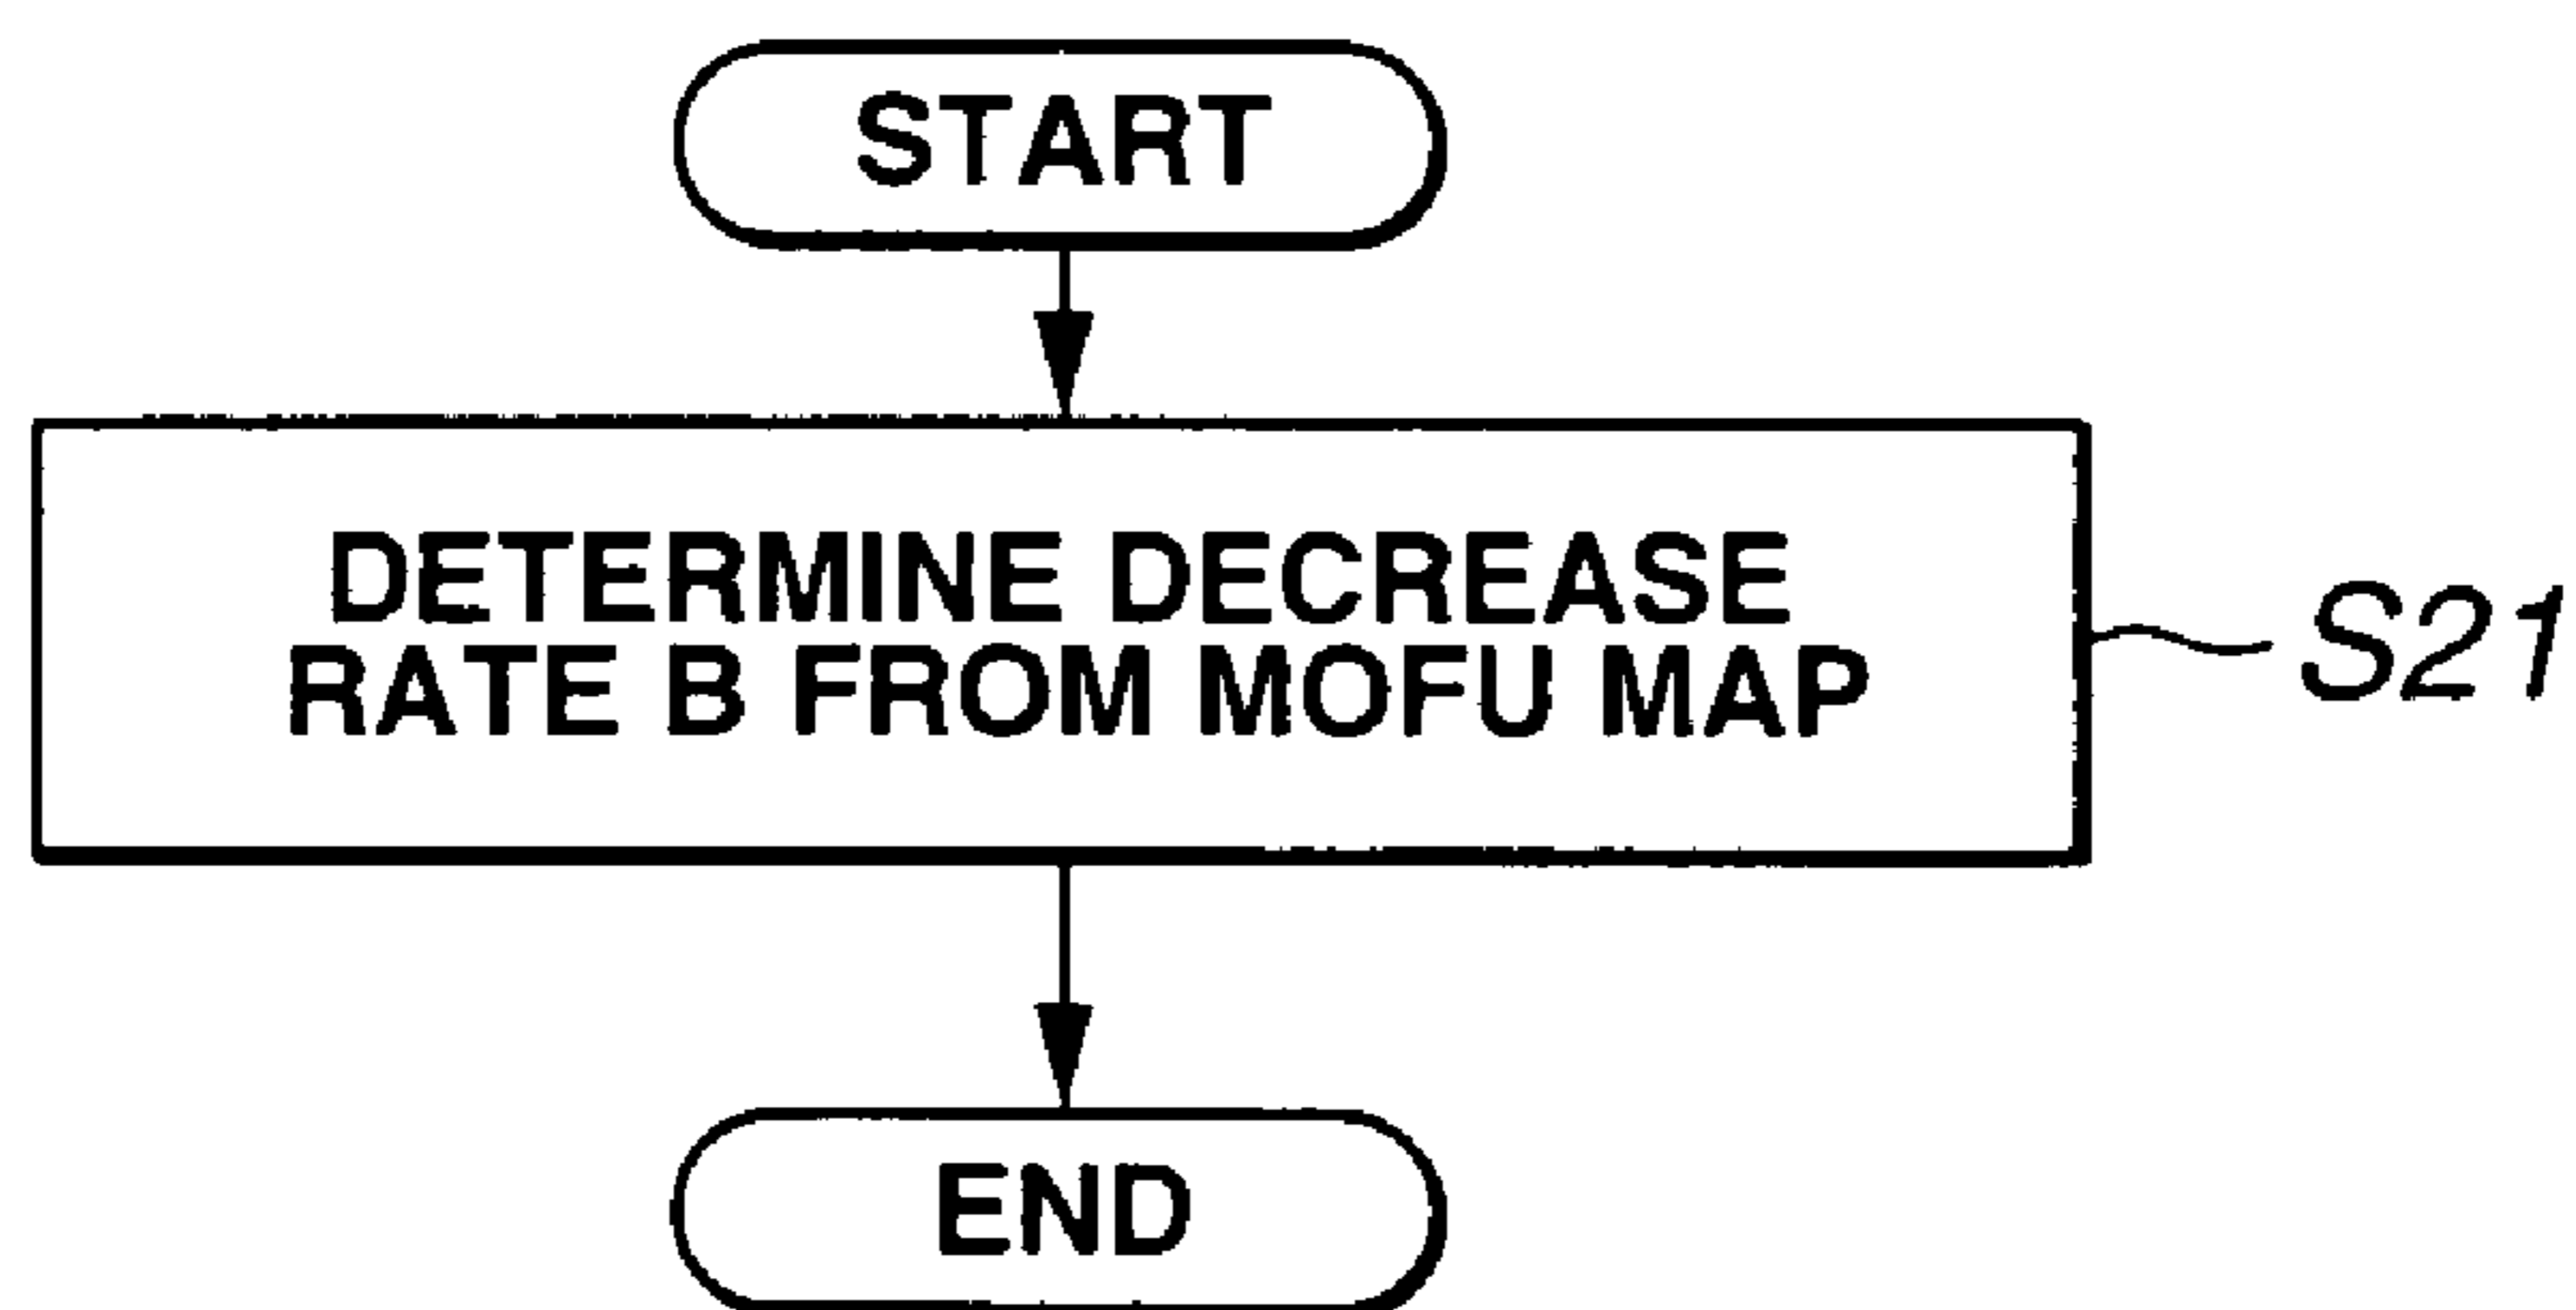 START
DETERMINE DECREASE
RATE B FROM MOFU MAP
S21
END